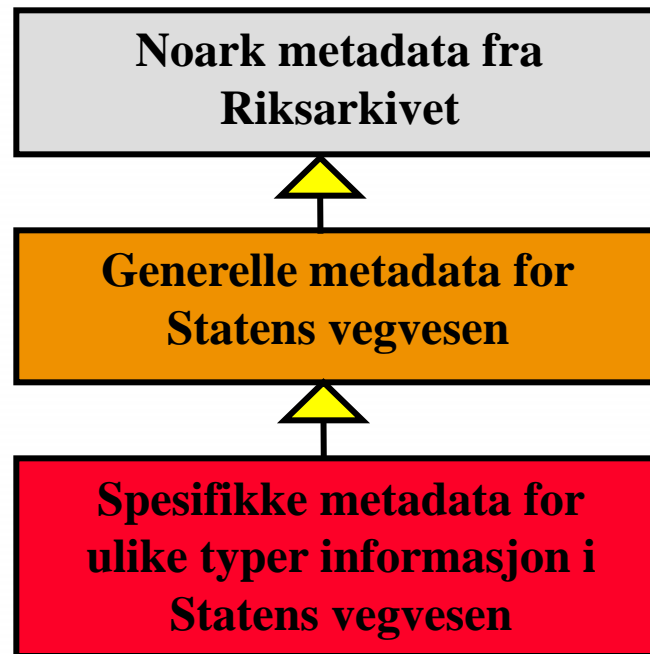 Noark metadata fra
Riksarkivet
Generelle metadata for
Statens vegvesen
Spesifikke metadata for
ulike typer informasjon i
Statens vegvesen